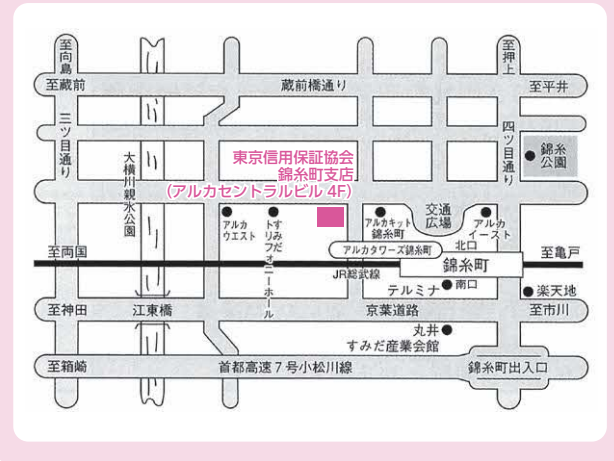 至向島
至押上
至蔵前
蔵前橋通り
至平井
三ツ目通り
四ツ目通り
大横川親水公園
東京信用保証協会
錦糸町支店
(アルカセントラルビル 4F)
錦糸
公園
アルカ
ウエスト
すみだ
トリフォニーホール
アルカキット
錦糸町
交通
広場
アルカ
イースト
北口
至両国
アルカタワーズ錦糸町
錦糸町
至亀戸
JR総武線
テルミナ
南口
楽天地
至神田
江東橋
京葉道路
至市川
丸井
すみだ産業会館
至箱崎
首都高速7号小松川線
錦糸町出入口